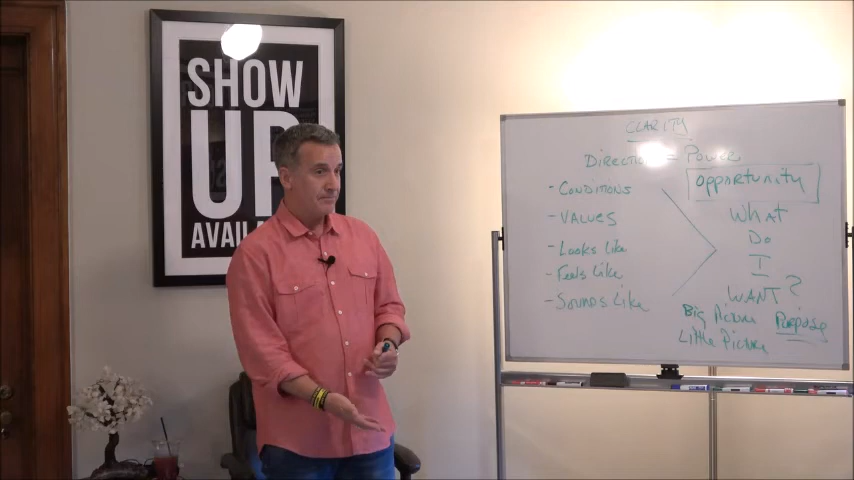 SHOW
UP
AVAILA
CLARITY
DIRECTION = POWER
- CONDITIONS
- VALUES
- Looks Like
- Feels Like
- Sounds Like
Opportunity
WHAT
Do
I
WANT?
Big Picture Purpose
Little Picture